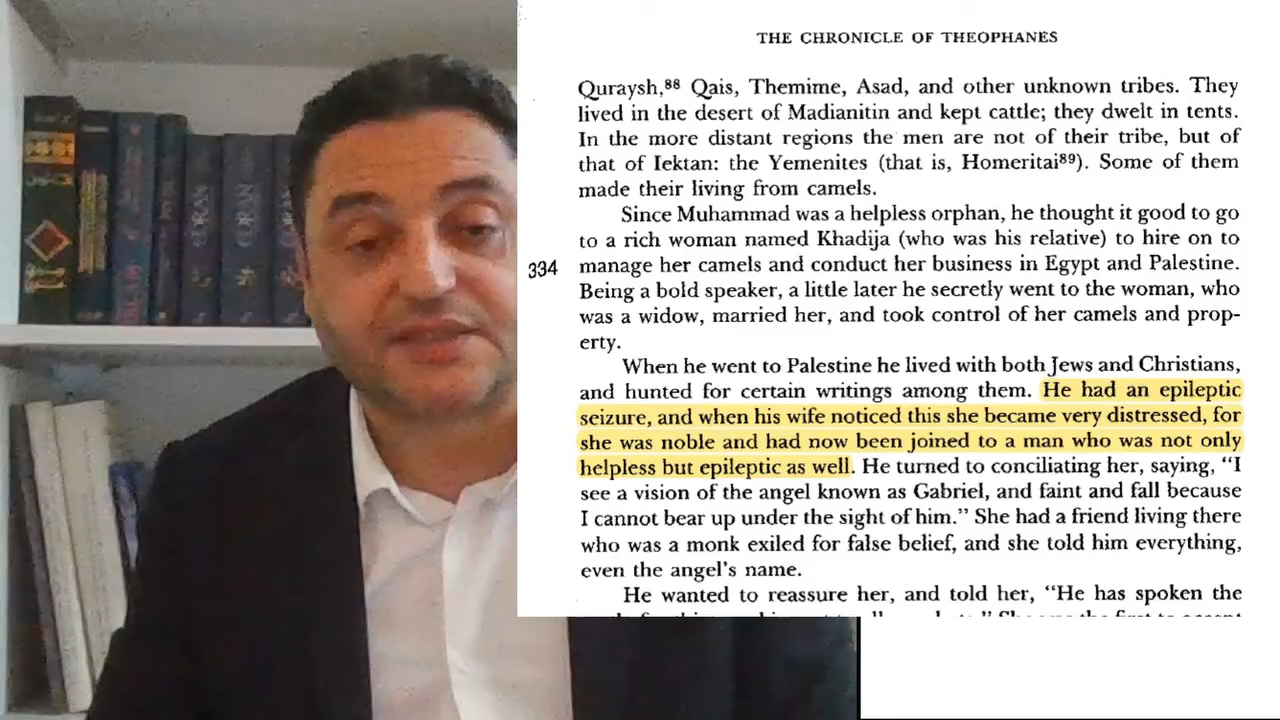 THE CHRONICLE OF THEOPHANES
Quraysh,⁸⁸ Qais, Themime, Asad, and other unknown tribes. They
lived in the desert of Madianitin and kept cattle; they dwelt in tents.
In the more distant regions the men are not of their tribe, but of
that of Iektan: the Yemenites (that is, Homeritai⁸⁹). Some of them
made their living from camels.
Since Muhammad was a helpless orphan, he thought it good to go
to a rich woman named Khadija (who was his relative) to hire on to
334 manage her camels and conduct her business in Egypt and Palestine.
Being a bold speaker, a little later he secretly went to the woman, who
was a widow, married her, and took control of her camels and prop-
erty.
When he went to Palestine he lived with both Jews and Christians,
and hunted for certain writings among them. He had an epileptic
seizure, and when his wife noticed this she became very distressed, for
she was noble and had now been joined to a man who was not only
helpless but epileptic as well. He turned to conciliating her, saying, “I
see a vision of the angel known as Gabriel, and faint and fall because
I cannot bear up under the sight of him.” She had a friend living there
who was a monk exiled for false belief, and she told him everything,
even the angel's name.
He wanted to reassure her, and told her, “He has spoken the
CORAN
CORAN